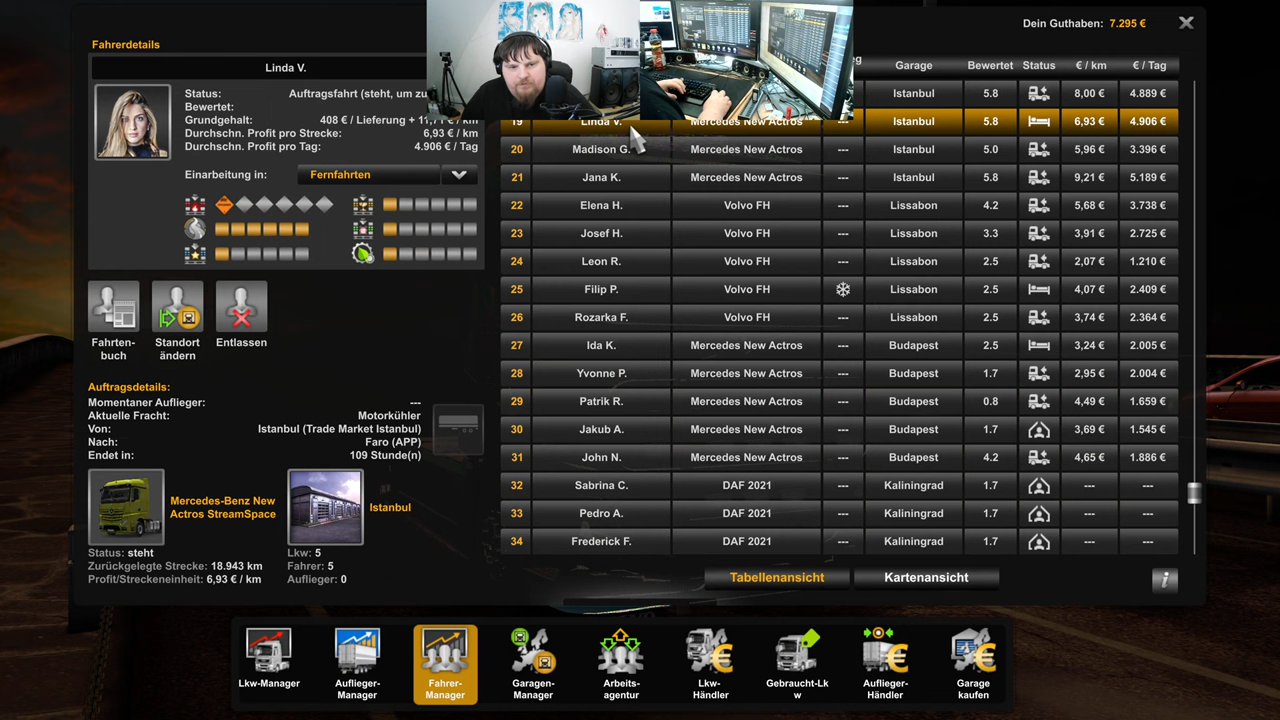 Dein Guthaben: 7.295 €
Fahrerdetails
Linda V.
Status: Auftragsfahrt (steht, um zu
Bewertet:
Grundgehalt: 408 € / Lieferung + 11,
Durchschn. Profit pro Strecke: 6,93 € / km
Durchschn. Profit pro Tag: 4.906 € / Tag
Einarbeitung in: Fernfahrten
Fahrten-
buch
Standort
ändern
Entlassen
Auftragsdetails:
Momentaner Auflieger: ---
Aktuelle Fracht: Motorkühler
Von: Istanbul (Trade Market Istanbul)
Nach: Faro (APP)
Endet in: 109 Stunde(n)
Mercedes-Benz New
Actros StreamSpace
Istanbul
Status: steht
Zurückgelegte Strecke: 18.943 km
Profit/Streckeneinheit: 6,93 € / km
Lkw: 5
Fahrer: 5
Auflieger: 0
Garage Bewertet Status € / km € / Tag
Istanbul 5.8 8,00 € 4.889 €
19 Linda V. Mercedes New Actros --- Istanbul 5.8 6,93 € 4.906 €
20 Madison G. Mercedes New Actros --- Istanbul 5.0 5,96 € 3.396 €
21 Jana K. Mercedes New Actros --- Istanbul 5.8 9,21 € 5.189 €
22 Elena H. Volvo FH --- Lissabon 4.2 5,68 € 3.738 €
23 Josef H. Volvo FH --- Lissabon 3.3 3,91 € 2.725 €
24 Leon R. Volvo FH --- Lissabon 2.5 2,07 € 1.210 €
25 Filip P. Volvo FH Lissabon 2.5 4,07 € 2.409 €
26 Rozarka F. Volvo FH --- Lissabon 2.5 3,74 € 2.364 €
27 Ida K. Mercedes New Actros --- Budapest 2.5 3,24 € 2.005 €
28 Yvonne P. Mercedes New Actros --- Budapest 1.7 2,95 € 2.004 €
29 Patrik R. Mercedes New Actros --- Budapest 0.8 4,49 € 1.659 €
30 Jakub A. Mercedes New Actros --- Budapest 1.7 3,69 € 1.545 €
31 John N. Mercedes New Actros --- Budapest 4.2 4,65 € 1.886 €
32 Sabrina C. DAF 2021 --- Kaliningrad 1.7 --- ---
33 Pedro A. DAF 2021 --- Kaliningrad 1.7 --- ---
34 Frederick F. DAF 2021 --- Kaliningrad 1.7 --- ---
Tabellenansicht
Kartenansicht
i
Lkw-Manager
Auflieger-
Manager
Fahrer-
Manager
Garagen-
Manager
Arbeits-
agentur
Lkw-
Händler
Gebraucht-Lk
w
Auflieger-
Händler
Garage
kaufen